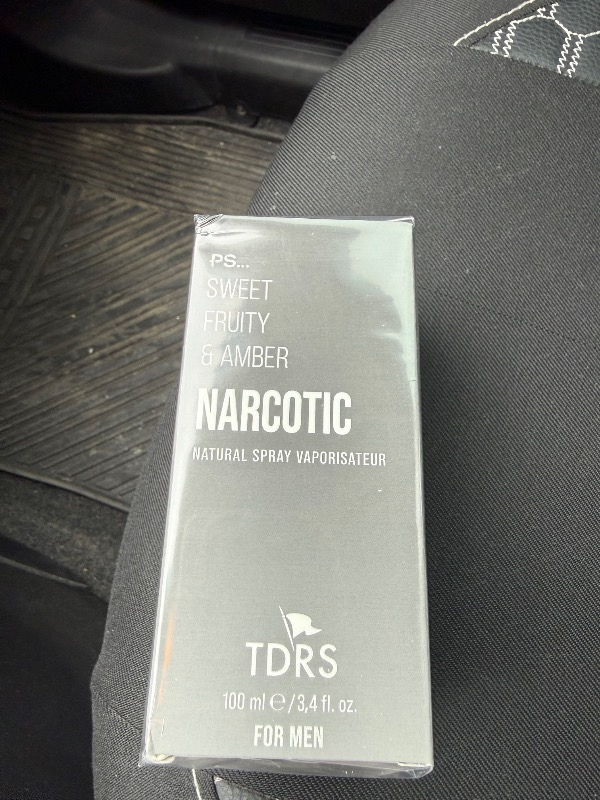 PS...
SWEET
FRUITY
& AMBER
NARCOTIC
NATURAL SPRAY VAPORISATEUR
TDRS
100 ml ℮/3,4 fl. oz.
FOR MEN